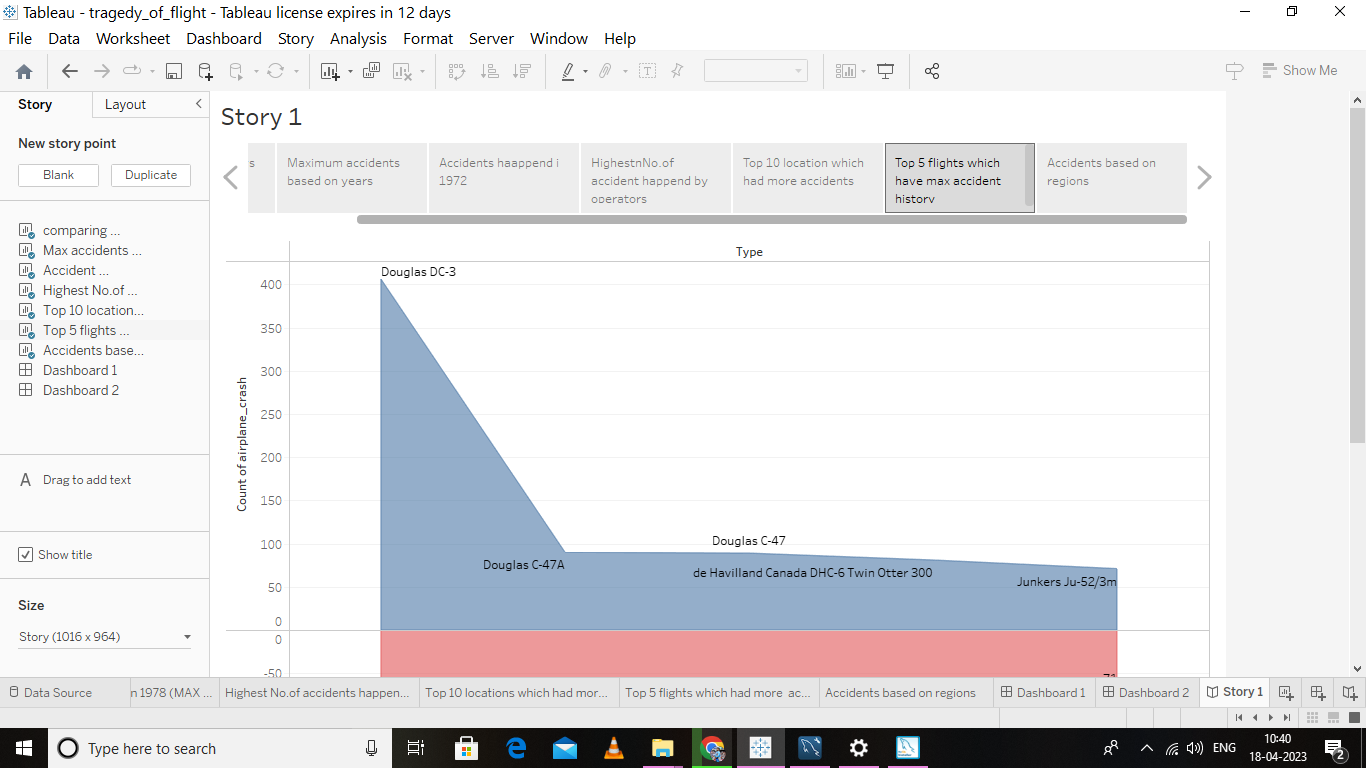 Tableau - tragedy_of_flight - Tableau license expires in 12 days
File Data Worksheet Dashboard Story Analysis Format Server Window Help
Show Me
Story Layout
New story point
Blank Duplicate
comparing ...
Max accidents ...
Accident ...
Highest No.of ...
Top 10 location...
Top 5 flights ...
Accidents base...
Dashboard 1
Dashboard 2
A Drag to add text
Show title
Size
Story (1016 x 964)
Story 1
s
Maximum accidents
based on years
Accidents haappend i
1972
HighestnNo.of
accident happend by
operators
Top 10 location which
had more accidents
Top 5 flights which
have max accident
history
Accidents based on
regions
Type
Count of airplane_crash
400
350
300
250
200
150
100
50
0
0
-50
Douglas DC-3
Douglas C-47A
Douglas C-47
de Havilland Canada DHC-6 Twin Otter 300
Junkers Ju-52/3m
71
Data Source
n 1978 (MAX ...
Highest No.of accidents happen...
Top 10 locations which had mor...
Top 5 flights which had more ac...
Accidents based on regions
Dashboard 1
Dashboard 2
Story 1
Type here to search
ENG
10:40
18-04-2023
2